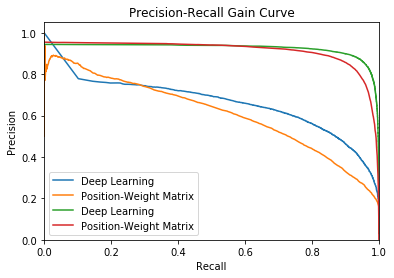 Precision-Recall Gain Curve
Precision
1.0
0.8
0.6
0.4
0.2
0.0
Deep Learning
Position-Weight Matrix
Deep Learning
Position-Weight Matrix
0.0 0.2 0.4 0.6 0.8 1.0
Recall